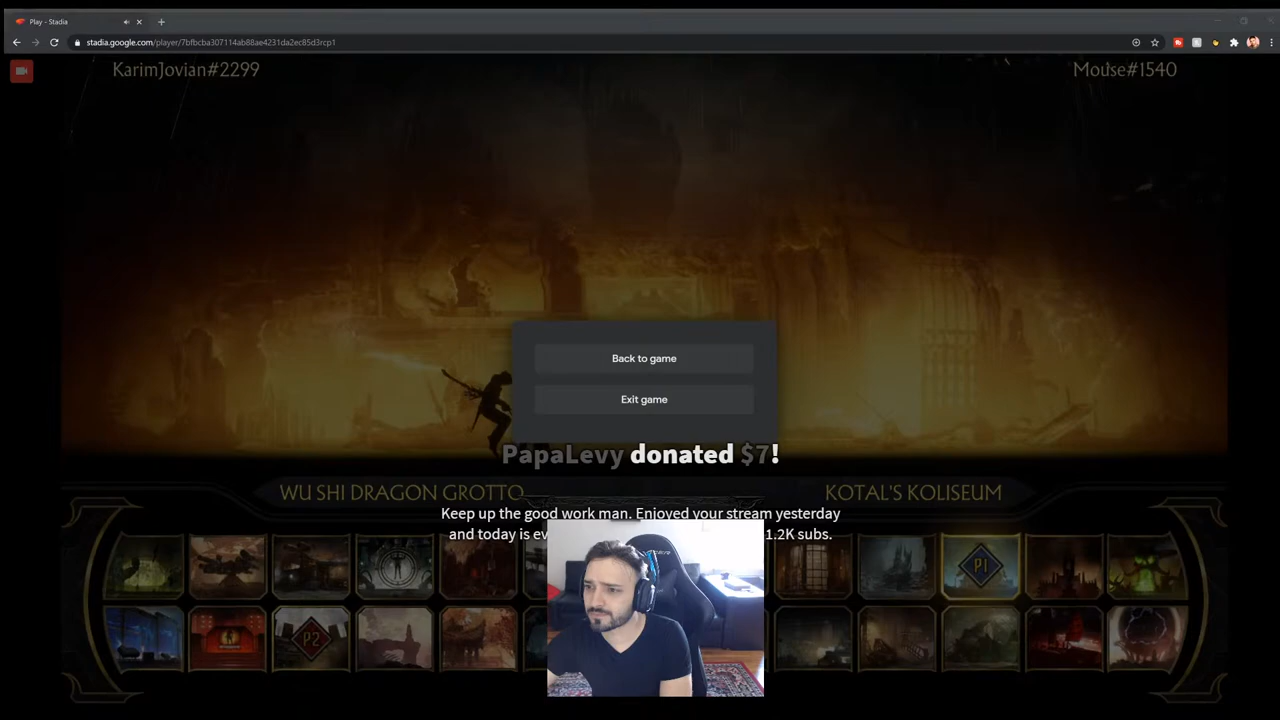 Play - Stadia
stadia.google.com/player/7bfbcba307114ab88ae4231da2ec85d3rcp1
KarimJovian#2299
Mouse#1540
Back to game
Exit game
PapaLevy donated $7!
WU SHI DRAGON GROTTO
KOTAL'S KOLISEUM
Keep up the good work man. Enjoyed your stream yesterday
and today is 1.2K subs.
P1
P2